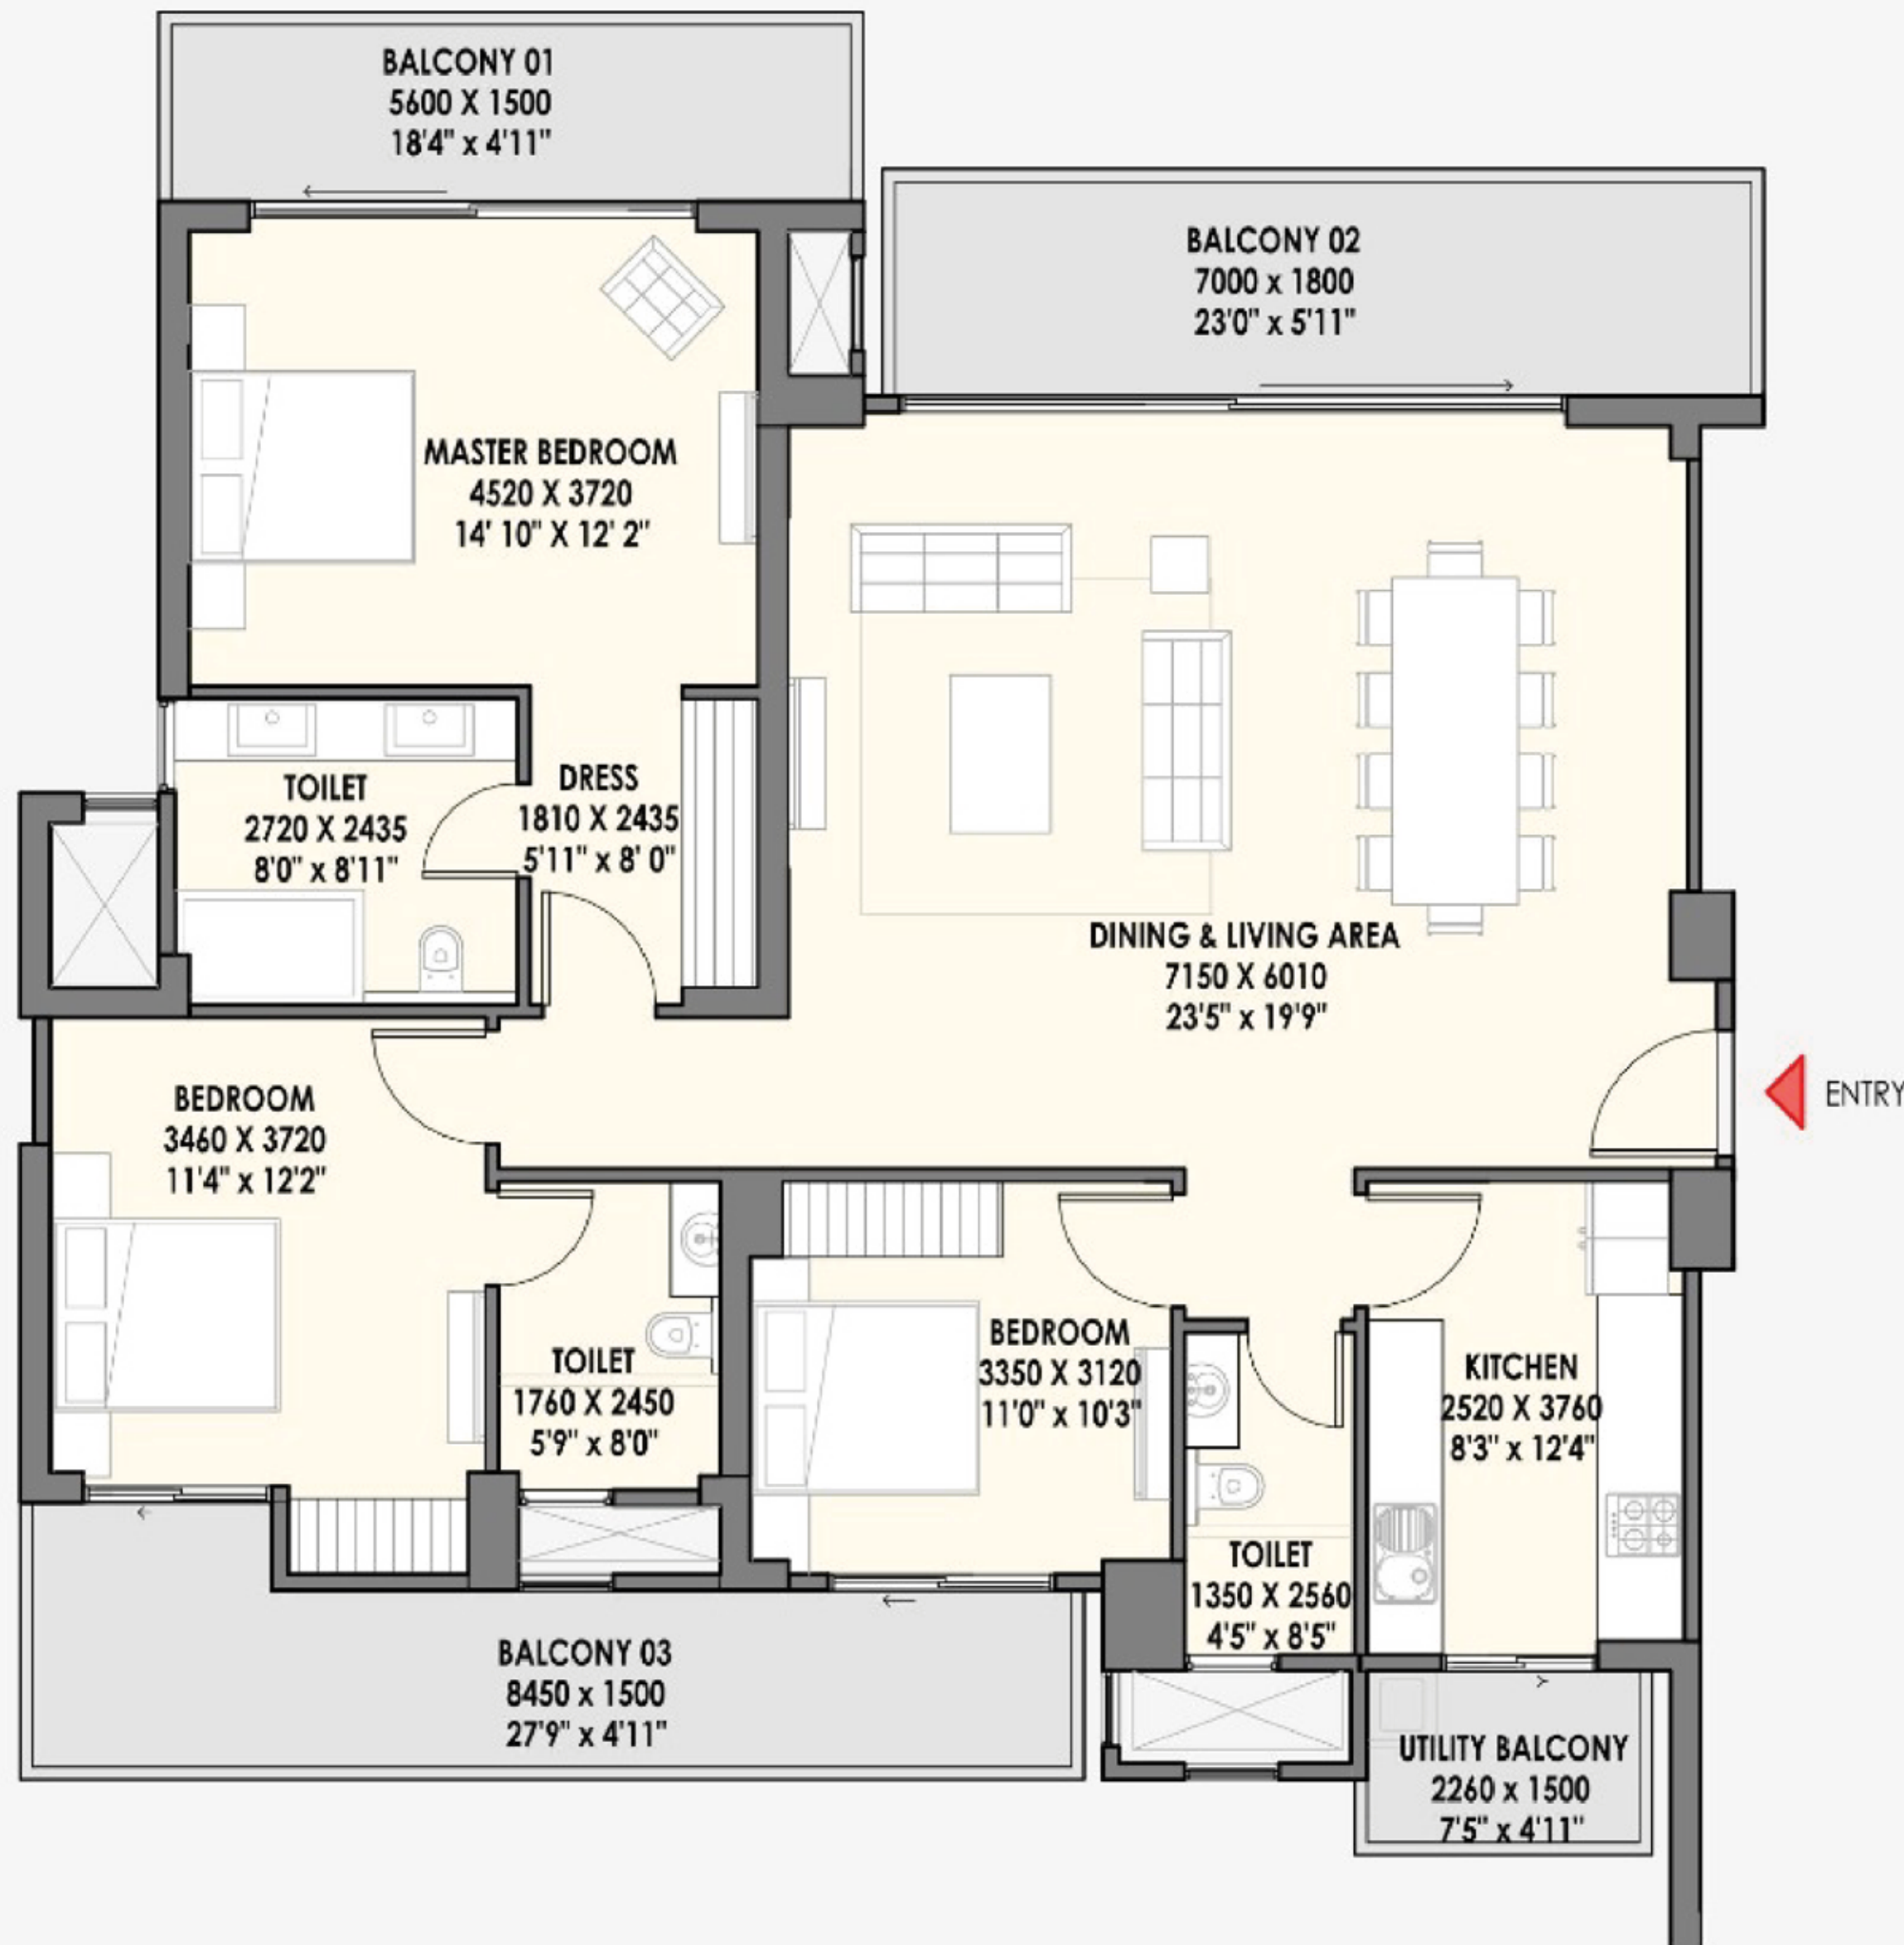 BALCONY 01
5600 X 1500
18'4" x 4'11"
BALCONY 02
7000 x 1800
23'0" x 5'11"
MASTER BEDROOM
4520 X 3720
14' 10" X 12' 2"
TOILET
2720 X 2435
8'0" x 8'11"
DRESS
1810 X 2435
5'11" x 8' 0"
DINING & LIVING AREA
7150 X 6010
23'5" x 19'9"
ENTRY
BEDROOM
3460 X 3720
11'4" x 12'2"
TOILET
1760 X 2450
5'9" x 8'0"
BEDROOM
3350 X 3120
11'0" x 10'3"
KITCHEN
2520 X 3760
8'3" x 12'4"
TOILET
1350 X 2560
4'5" x 8'5"
BALCONY 03
8450 x 1500
27'9" x 4'11"
UTILITY BALCONY
2260 x 1500
7'5" x 4'11"